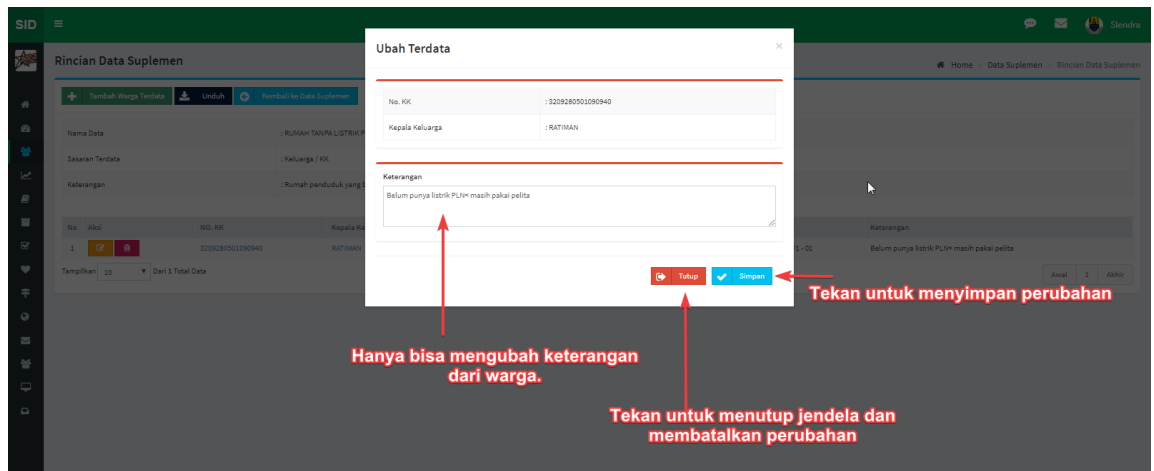 SID
Slendra
Rincian Data Suplemen
Home
Data Suplemen
Rincian Data Suplemen
Tambah Warga Terdata
Unduh
Kembali ke Data Suplemen
Nama Data : RUMAH TANPA LISTRIK P
Sasaran Terdata : Keluarga / KK
Keterangan : Rumah penduduk yang b
No Aksi NO. KK Kepala Ke Keterangan
1 3209280501090940 RATIMAN 1 - 01 Belum punya listrik PLN< masih pakai pelita
Tampilkan 10 Dari 1 Total Data
Awal 1 Akhir
Ubah Terdata ×
No. KK : 3209280501090940
Kepala Keluarga : RATIMAN
Keterangan
Belum punya listrik PLN< masih pakai pelita
Tutup
Simpan
Tekan untuk menyimpan perubahan
Hanya bisa mengubah keterangan
dari warga.
Tekan untuk menutup jendela dan
membatalkan perubahan